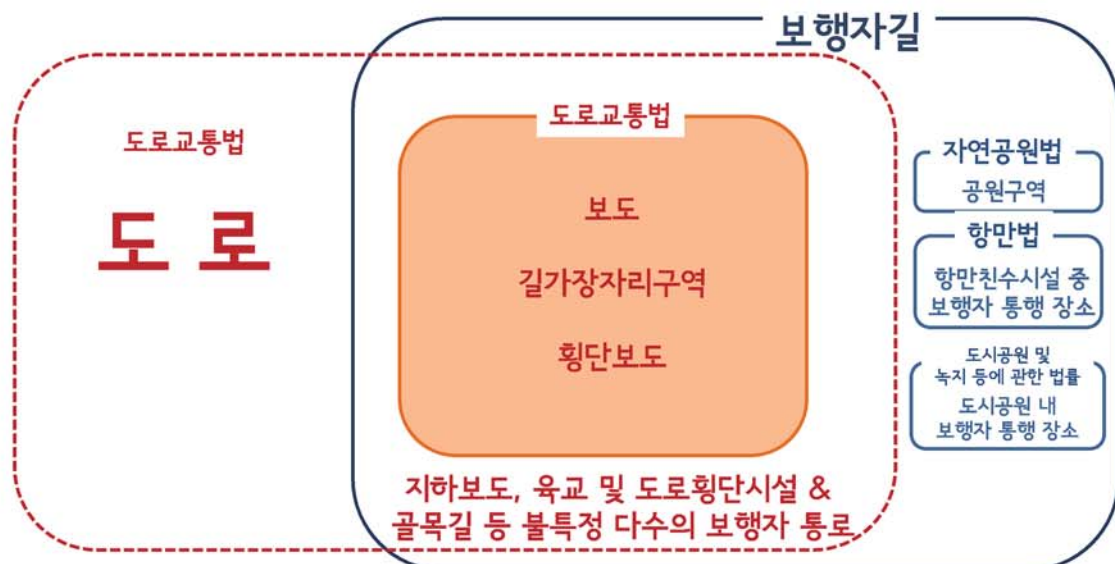 보행자길
도로교통법
도 로
도로교통법
보도
길가장자리구역
횡단보도
지하보도, 육교 및 도로횡단시설 &
골목길 등 불특정 다수의 보행자 통로
자연공원법
공원구역
항만법
항만친수시설 중
보행자 통행 장소
도시공원 및
녹지 등에 관한 법률
도시공원 내
보행자 통행 장소